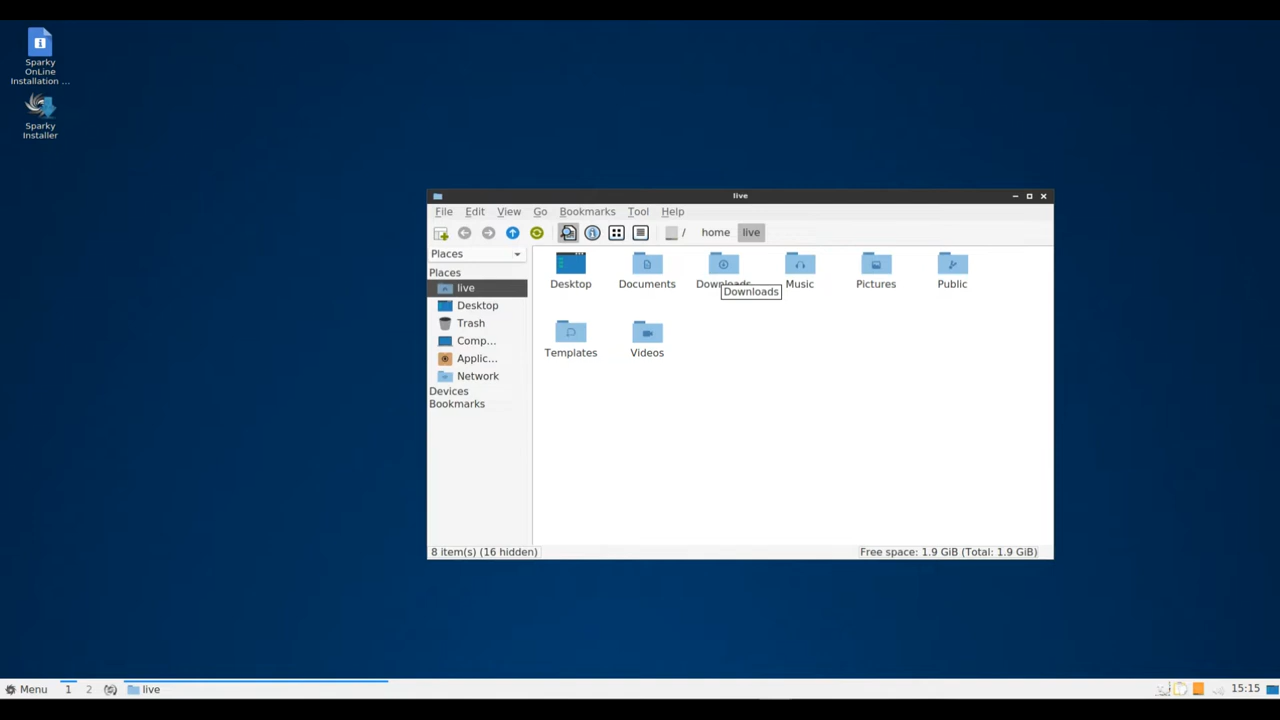 Sparky
OnLine
Installation ...
Sparky
Installer
live
File Edit View Go Bookmarks Tool Help
/ home live
Places
Places
live
Desktop
Trash
Comp...
Applic...
Network
Devices
Bookmarks
Desktop Documents Downloads Music Pictures Public
Downloads
Templates Videos
8 item(s) (16 hidden) Free space: 1.9 GiB (Total: 1.9 GiB)
Menu 1 2 live 15:15